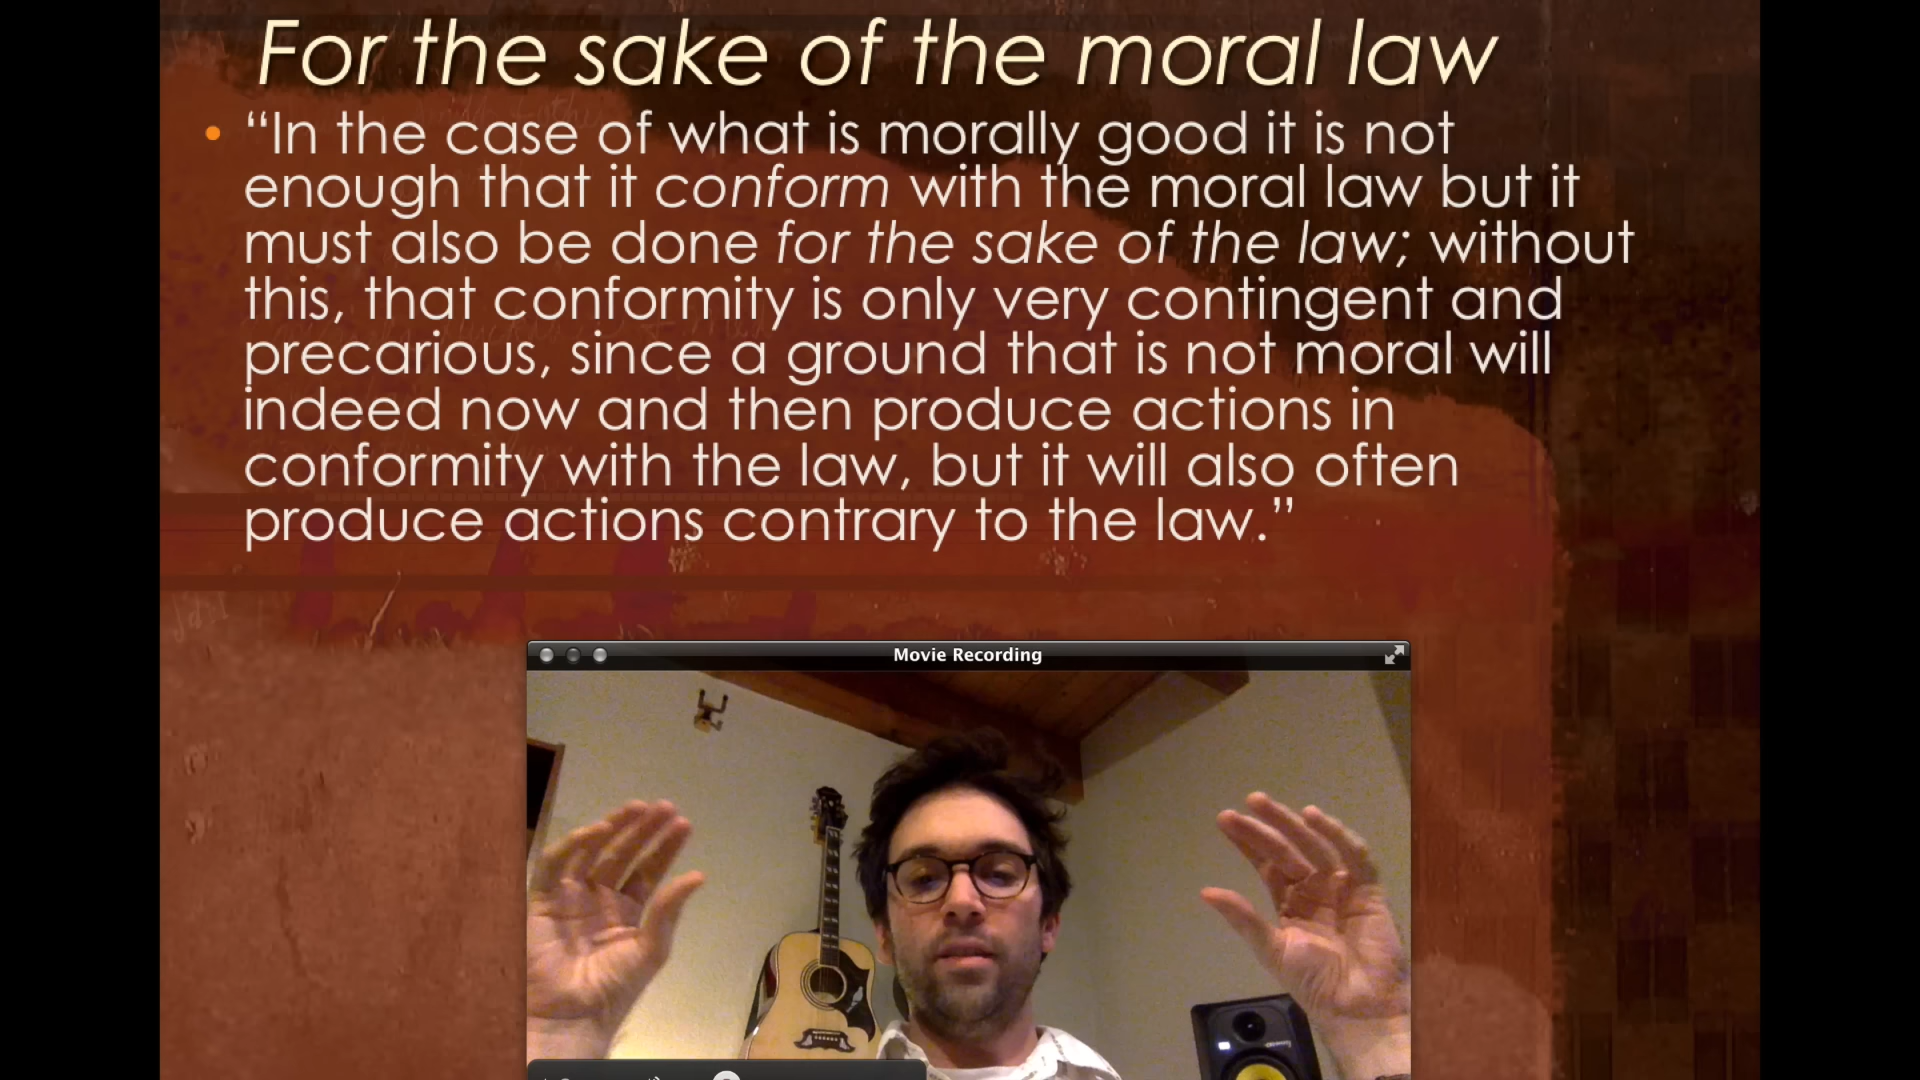 For the sake of the moral law
• “In the case of what is morally good it is not
enough that it conform with the moral law but it
must also be done for the sake of the law; without
this, that conformity is only very contingent and
precarious, since a ground that is not moral will
indeed now and then produce actions in
conformity with the law, but it will also often
produce actions contrary to the law.”
Movie Recording